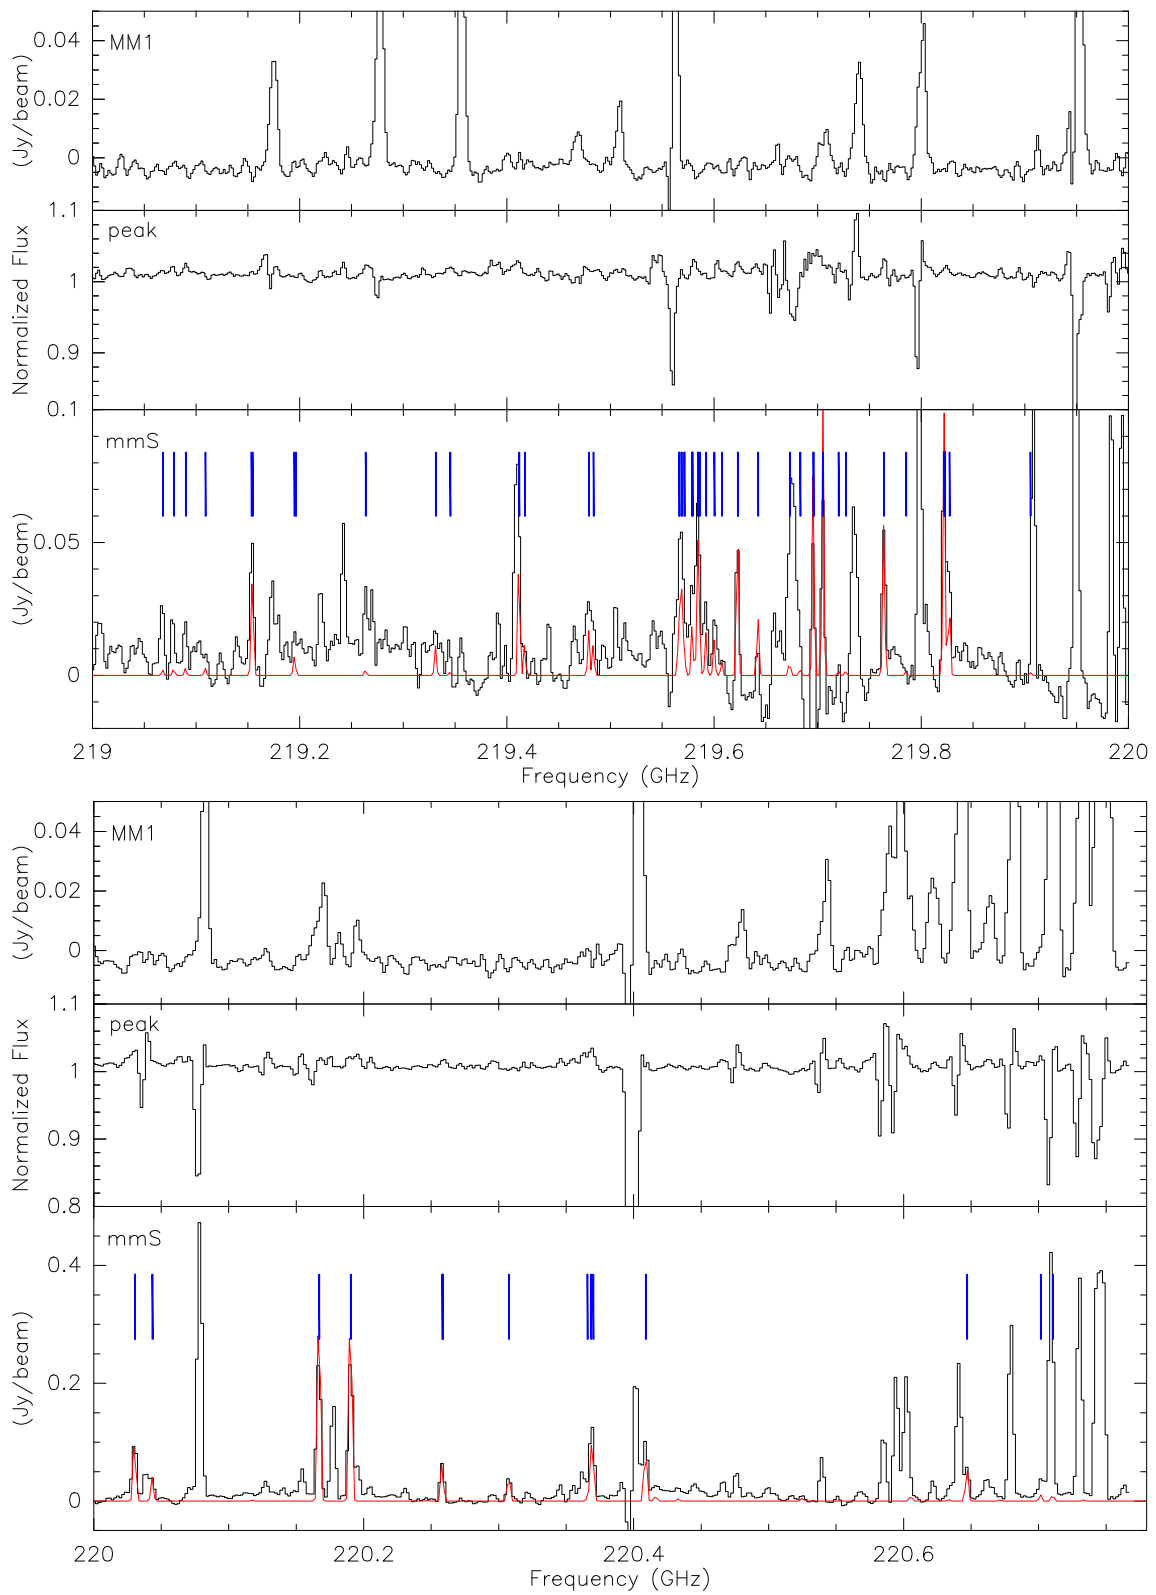 MM1
0.04
0.02
0
(Jy/beam)
peak
1.1
1
0.9
Normalized Flux
mmS
0.1
0.05
0
(Jy/beam)
219 219.2 219.4 219.6 219.8 220
Frequency (GHz)
MM1
0.04
0.02
0
(Jy/beam)
peak
1.1
1
0.9
0.8
Normalized Flux
mmS
0.4
0.2
0
(Jy/beam)
220 220.2 220.4 220.6
Frequency (GHz)